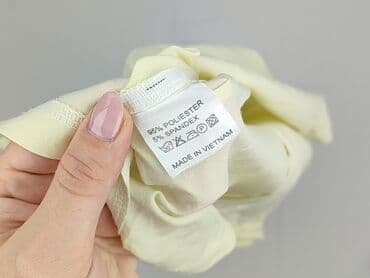 95% POLIESTER
5% SPANDEX
MADE IN VIETNAM